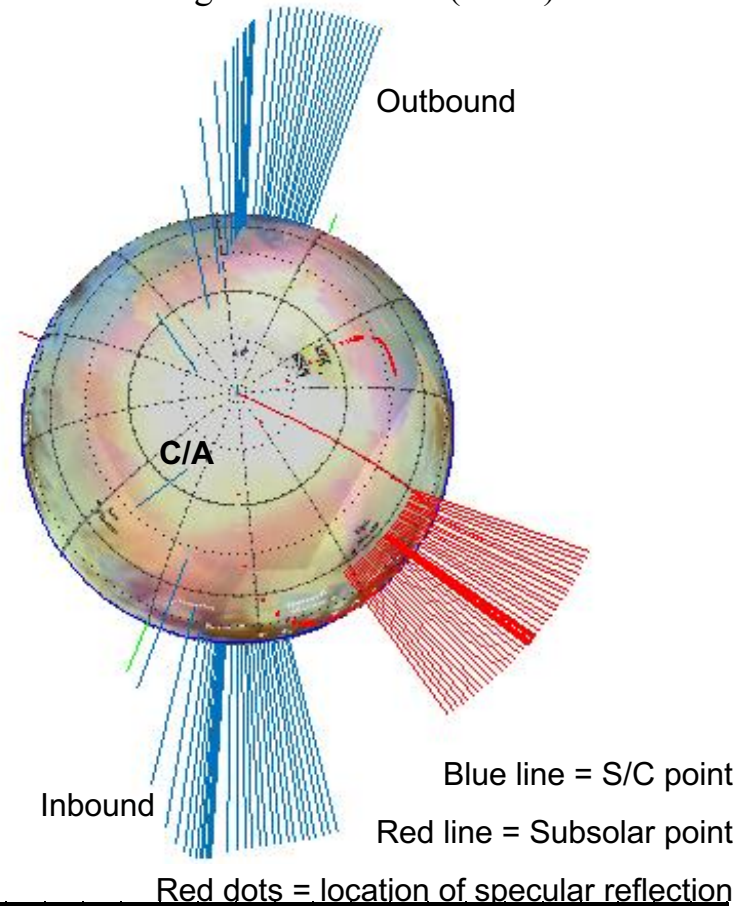 Outbound
C/A
Inbound
Blue line = S/C point
Red line = Subsolar point
Red dots = location of specular reflection